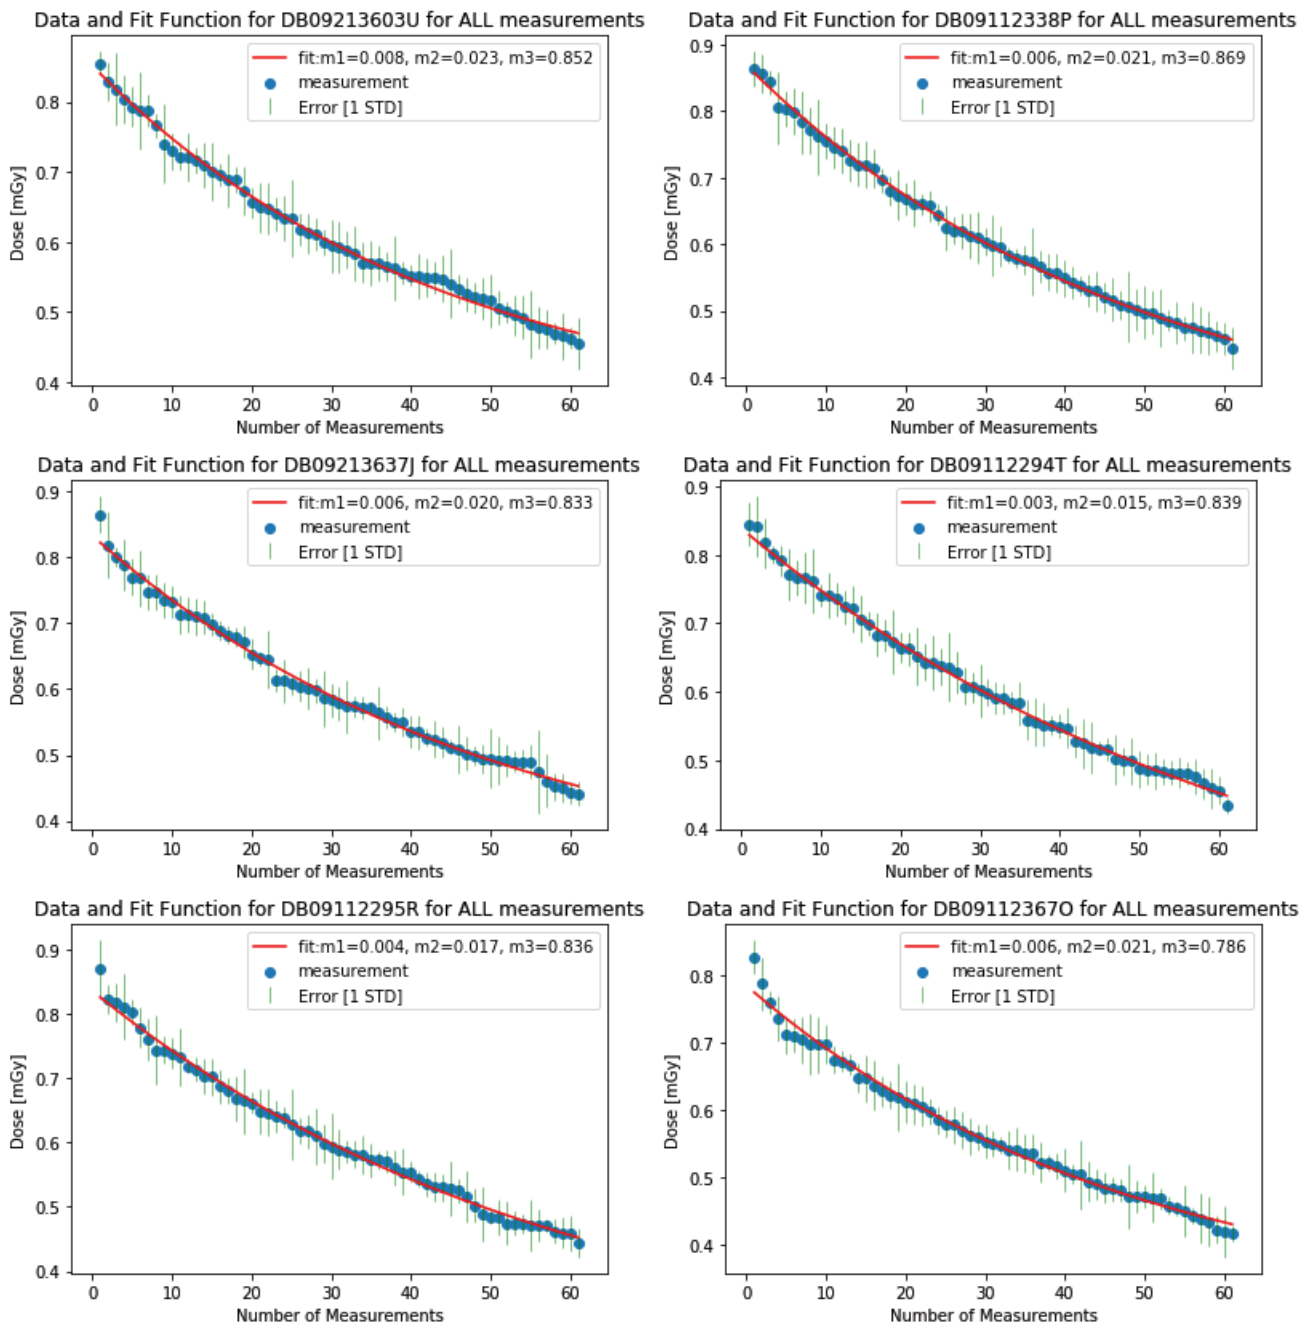 Data and Fit Function for DB09213603U for ALL measurements
fit:m1=0.008, m2=0.023, m3=0.852
measurement
Error [1 STD]
Dose [mGy]
0.8
0.7
0.6
0.5
0.4
0 10 20 30 40 50 60
Number of Measurements
Data and Fit Function for DB09112338P for ALL measurements
fit:m1=0.006, m2=0.021, m3=0.869
measurement
Error [1 STD]
Dose [mGy]
0.9
0.8
0.7
0.6
0.5
0.4
0 10 20 30 40 50 60
Number of Measurements
Data and Fit Function for DB09213637J for ALL measurements
fit:m1=0.006, m2=0.020, m3=0.833
measurement
Error [1 STD]
Dose [mGy]
0.9
0.8
0.7
0.6
0.5
0.4
0 10 20 30 40 50 60
Number of Measurements
Data and Fit Function for DB09112294T for ALL measurements
fit:m1=0.003, m2=0.015, m3=0.839
measurement
Error [1 STD]
Dose [mGy]
0.9
0.8
0.7
0.6
0.5
0.4
0 10 20 30 40 50 60
Number of Measurements
Data and Fit Function for DB09112295R for ALL measurements
fit:m1=0.004, m2=0.017, m3=0.836
measurement
Error [1 STD]
Dose [mGy]
0.9
0.8
0.7
0.6
0.5
0.4
0 10 20 30 40 50 60
Number of Measurements
Data and Fit Function for DB09112367O for ALL measurements
fit:m1=0.006, m2=0.021, m3=0.786
measurement
Error [1 STD]
Dose [mGy]
0.8
0.7
0.6
0.5
0.4
0 10 20 30 40 50 60
Number of Measurements